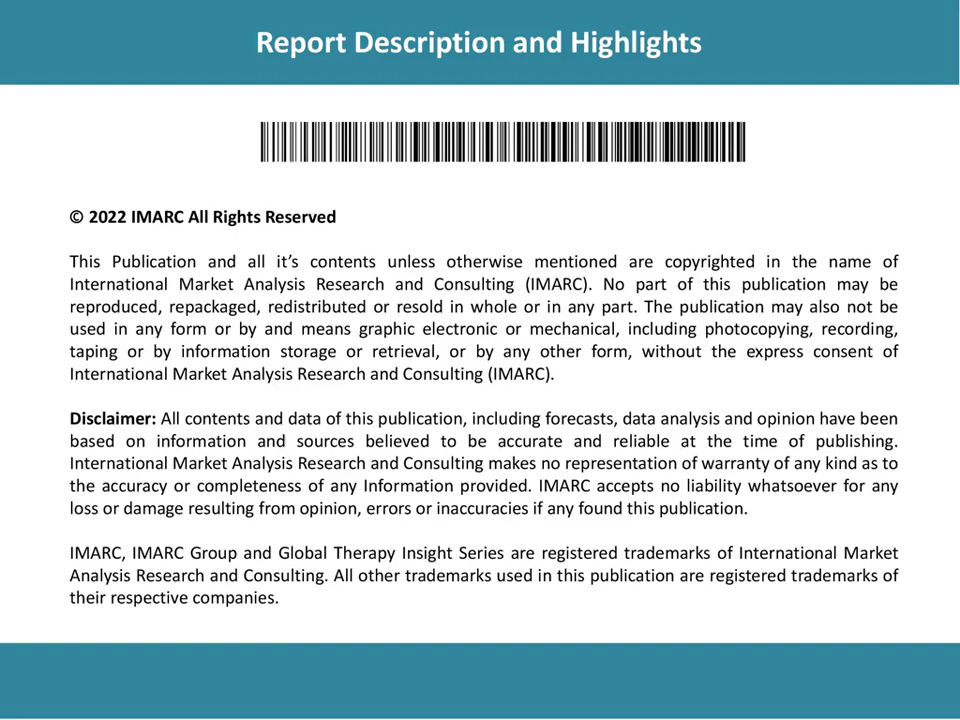 Report Description and Highlights
© 2022 IMARC All Rights Reserved
This Publication and all it’s contents unless otherwise mentioned are copyrighted in the name of
International Market Analysis Research and Consulting (IMARC). No part of this publication may be
reproduced, repackaged, redistributed or resold in whole or in any part. The publication may also not be
used in any form or by and means graphic electronic or mechanical, including photocopying, recording,
taping or by information storage or retrieval, or by any other form, without the express consent of
International Market Analysis Research and Consulting (IMARC).
Disclaimer: All contents and data of this publication, including forecasts, data analysis and opinion have been
based on information and sources believed to be accurate and reliable at the time of publishing.
International Market Analysis Research and Consulting makes no representation of warranty of any kind as to
the accuracy or completeness of any Information provided. IMARC accepts no liability whatsoever for any
loss or damage resulting from opinion, errors or inaccuracies if any found this publication.
IMARC, IMARC Group and Global Therapy Insight Series are registered trademarks of International Market
Analysis Research and Consulting. All other trademarks used in this publication are registered trademarks of
their respective companies.